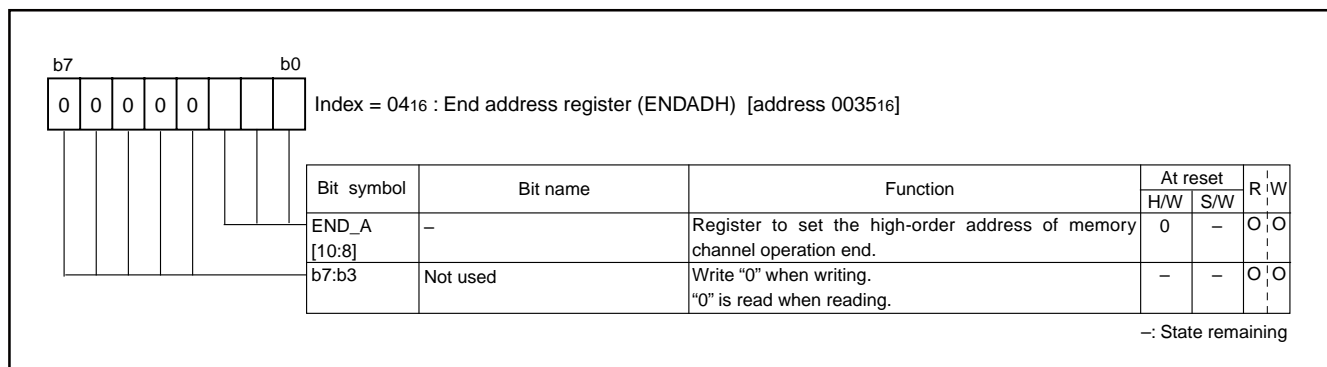 b7 b0
0 0 0 0 0 Index = 0416 : End address register (ENDADH) [address 003516]
Bit symbol Bit name Function At reset R W
H/W S/W
END_A – Register to set the high-order address of memory 0 – O O
[10:8] channel operation end.
b7:b3 Not used Write “0” when writing. – – O O
“0” is read when reading.
–: State remaining